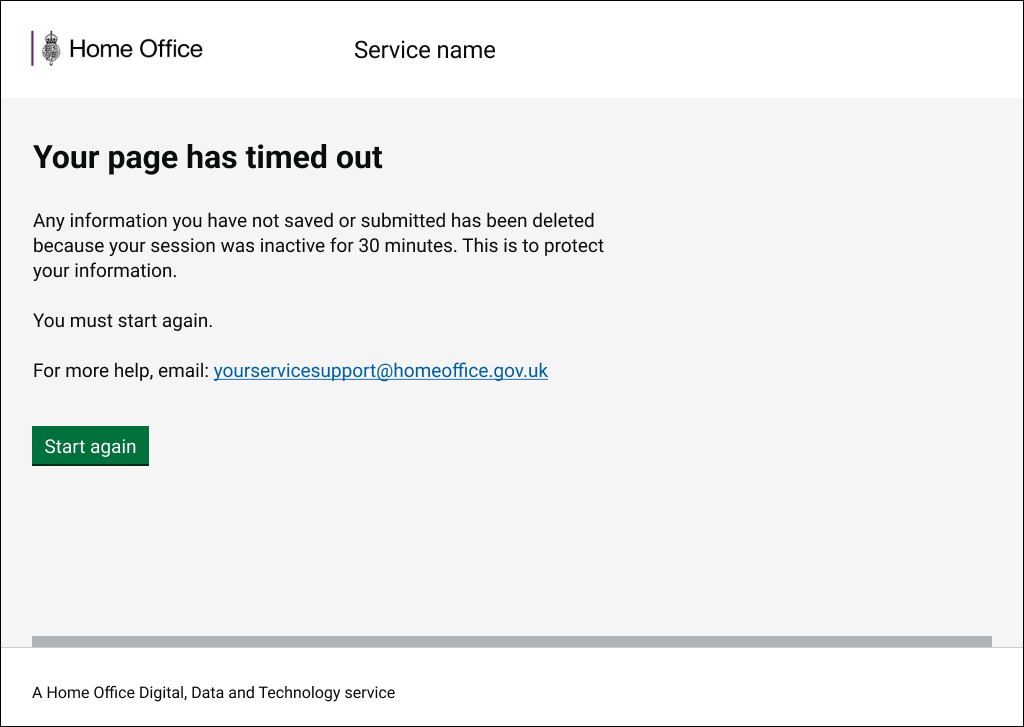 Home Office
Service name
Your page has timed out
Any information you have not saved or submitted has been deleted
because your session was inactive for 30 minutes. This is to protect
your information.
You must start again.
For more help, email: yourservicesupport@homeoffice.gov.uk
Start again
A Home Office Digital, Data and Technology service